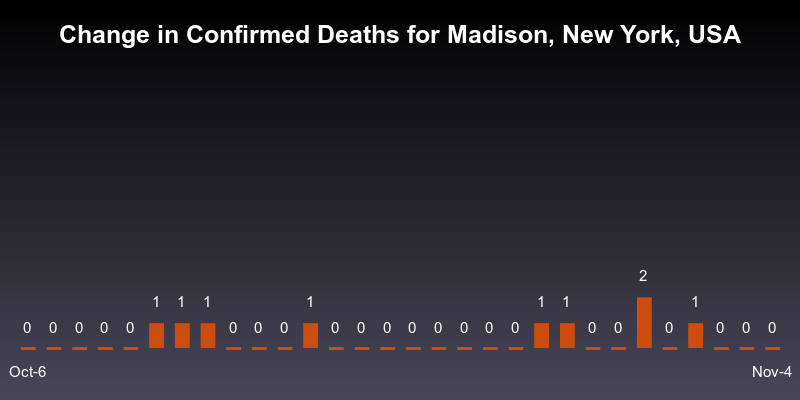 Change in Confirmed Deaths for Madison, New York, USA
2
1 1 1 1 1 1 1
0 0 0 0 0 0 0 0 0 0 0 0 0 0 0 0 0 0 0 0 0 0
Oct-6 Nov-4